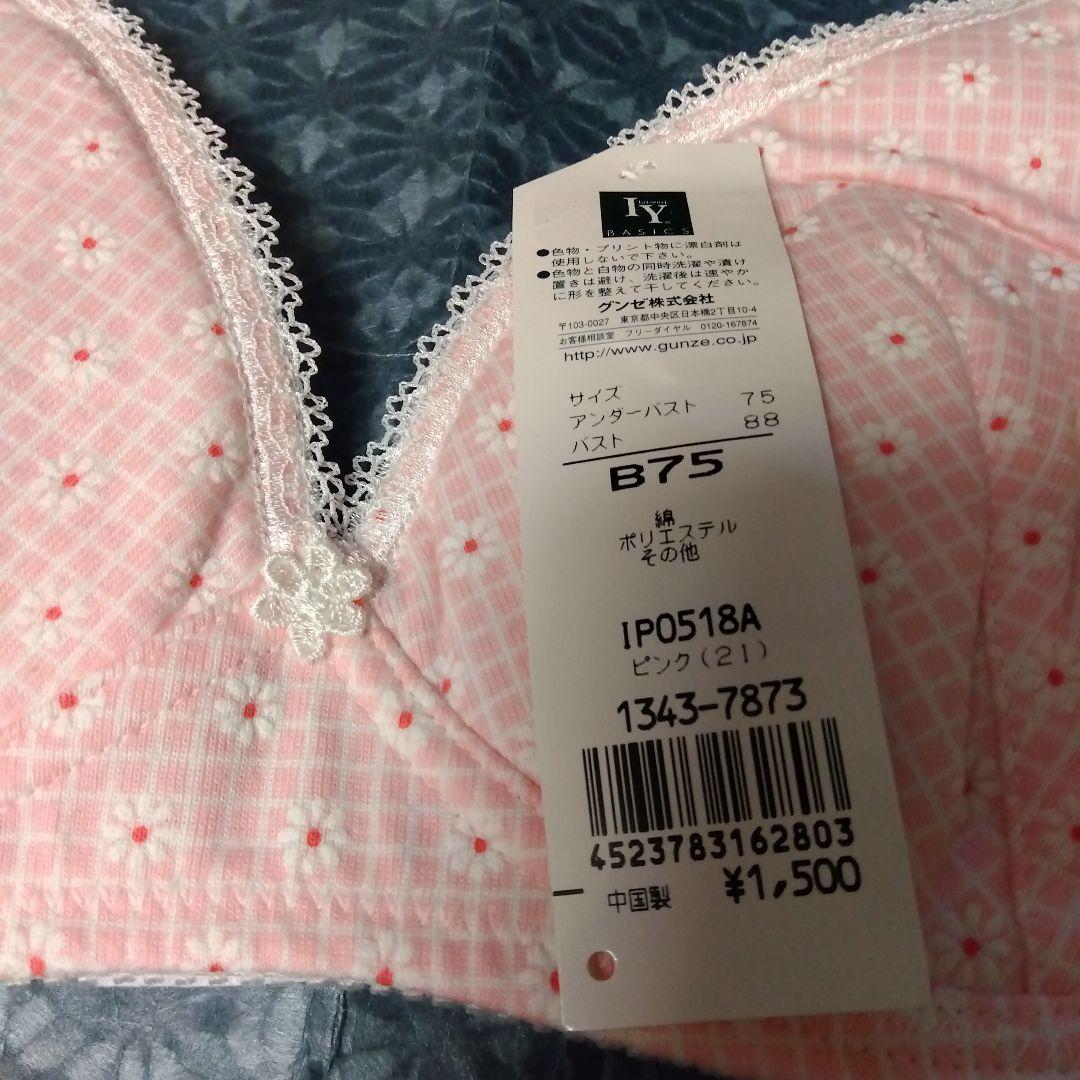 IY
BASICS
●色物・プリント物に漂白剤は
使用しないで下さい。
●色物と白物の同時洗濯や漬け
置きは避け、洗濯後は速やか
に形を整えて干してください。
グンゼ株式会社
〒103-0027 東京都中央区日本橋2丁目10-4
お客様相談室 フリーダイヤル 0120-167874
http://www.gunze.co.jp
サイズ
アンダーバスト 75
バスト 88
B75
綿
ポリエステル
その他
IP0518A
ピンク(21)
1343-7873
4523783162803
中国製 ¥1,500